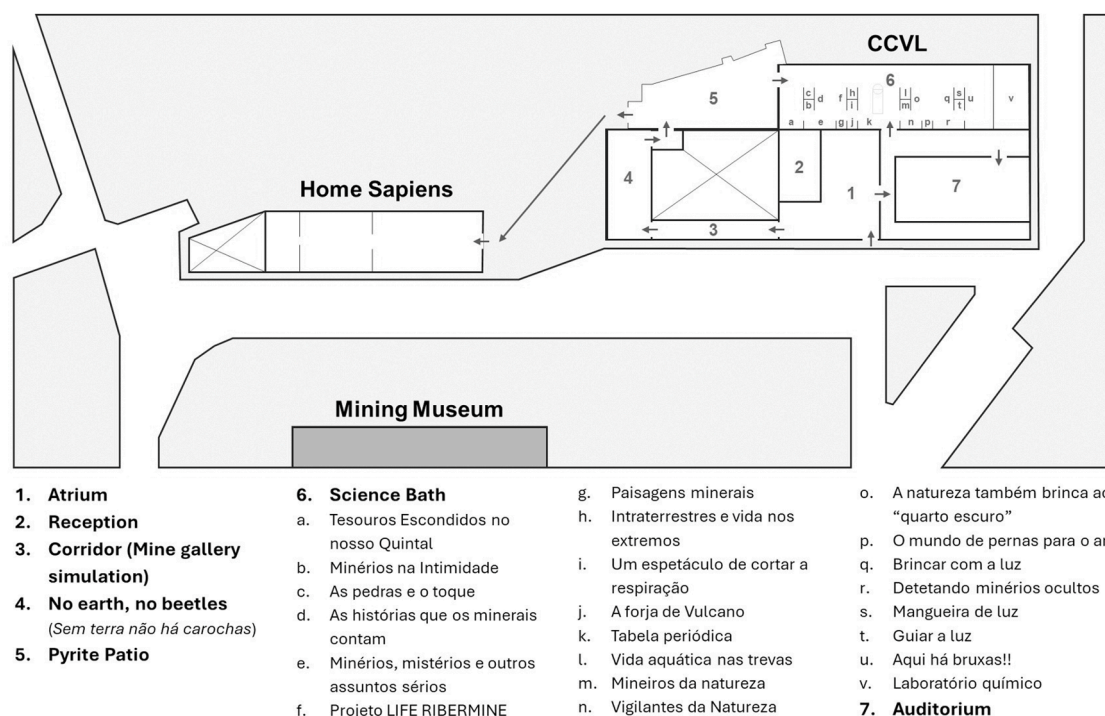 CCVL
6
c
b
d
f
h
i
l
m
o
q
s
t
u
v
a
e
g
j
k
n
p
r
5
4
2
1
7
3
Home Sapiens
Mining Museum
1. Atrium
2. Reception
3. Corridor (Mine gallery
simulation)
4. No earth, no beetles
(Sem terra não há carochas)
5. Pyrite Patio
6. Science Bath
a. Tesouros Escondidos no
nosso Quintal
b. Minérios na Intimidade
c. As pedras e o toque
d. As histórias que os minerais
contam
e. Minérios, mistérios e outros
assuntos sérios
f. Projeto LIFE RIBERMINE
g. Paisagens minerais
h. Intraterrestres e vida nos
extremos
i. Um espetáculo de cortar a
respiração
j. A forja de Vulcano
k. Tabela periódica
l. Vida aquática nas trevas
m. Mineiros da natureza
n. Vigilantes da Natureza
o. A natureza também brinca
"quarto escuro"
p. O mundo de pernas para o
q. Brincar com a luz
r. Detetando minérios ocultos
s. Mangueira de luz
t. Guiar a luz
u. Aqui há bruxas!!
v. Laboratório químico
7. Auditorium